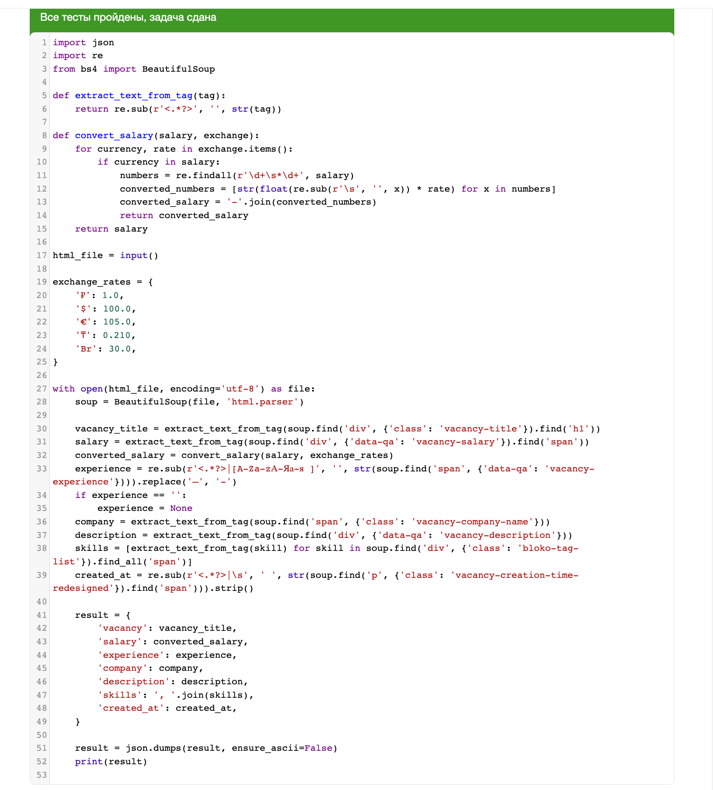 Все тесты пройдены, задача сдана
1 import json
2 import re
3 from bs4 import BeautifulSoup
4
5 def extract_text_from_tag(tag):
6     return re.sub(r'<.*?>', '', str(tag))
7
8 def convert_salary(salary, exchange):
9     for currency, rate in exchange.items():
10         if currency in salary:
11             numbers = re.findall(r'\d+\s*\d+', salary)
12             converted_numbers = [str(float(re.sub(r'\s', '', x)) * rate) for x in numbers]
13             converted_salary = '-'.join(converted_numbers)
14             return converted_salary
15     return salary
16
17 html_file = input()
18
19 exchange_rates = {
20     '₽': 1.0,
21     '$': 100.0,
22     '€': 105.0,
23     '₸': 0.210,
24     'Br': 30.0,
25 }
26
27 with open(html_file, encoding='utf-8') as file:
28     soup = BeautifulSoup(file, 'html.parser')
29
30     vacancy_title = extract_text_from_tag(soup.find('div', {'class': 'vacancy-title'}).find('h1'))
31     salary = extract_text_from_tag(soup.find('div', {'data-qa': 'vacancy-salary'}).find('span'))
32     converted_salary = convert_salary(salary, exchange_rates)
33     experience = re.sub(r'<.*?>|[A-Za-zА-Яа-я ]', '', str(soup.find('span', {'data-qa': 'vacancy-
experience'}))).replace('–', '-')
34     if experience == '':
35         experience = None
36     company = extract_text_from_tag(soup.find('span', {'class': 'vacancy-company-name'}))
37     description = extract_text_from_tag(soup.find('div', {'data-qa': 'vacancy-description'}))
38     skills = [extract_text_from_tag(skill) for skill in soup.find('div', {'class': 'bloko-tag-
list'}).find_all('span')]
39     created_at = re.sub(r'<.*?>|\s', ' ', str(soup.find('p', {'class': 'vacancy-creation-time-
redesigned'}).find('span'))).strip()
40
41     result = {
42         'vacancy': vacancy_title,
43         'salary': converted_salary,
44         'experience': experience,
45         'company': company,
46         'description': description,
47         'skills': ', '.join(skills),
48         'created_at': created_at,
49     }
50
51     result = json.dumps(result, ensure_ascii=False)
52     print(result)
53